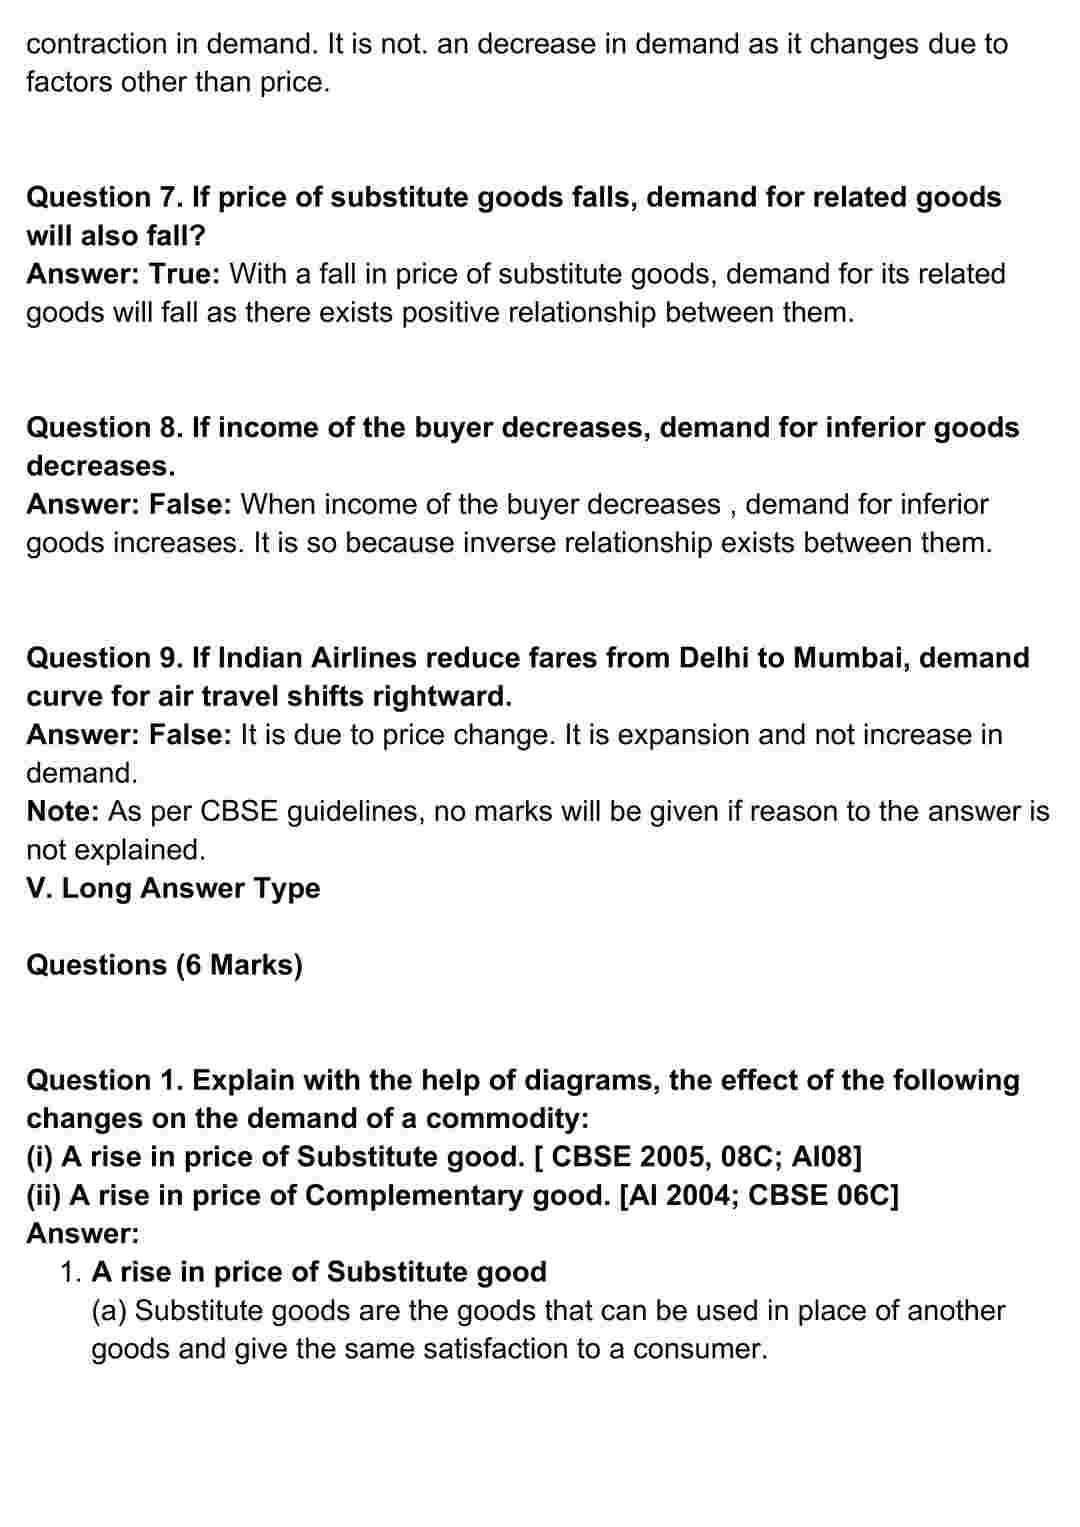 contraction in demand. It is not. an decrease in demand as it changes due to
factors other than price.
Question 7. If price of substitute goods falls, demand for related goods
will also fall?
Answer: True: With a fall in price of substitute goods, demand for its related
goods will fall as there exists positive relationship between them.
Question 8. If income of the buyer decreases, demand for inferior goods
decreases.
Answer: False: When income of the buyer decreases , demand for inferior
goods increases. It is so because inverse relationship exists between them.
Question 9. If Indian Airlines reduce fares from Delhi to Mumbai, demand
curve for air travel shifts rightward.
Answer: False: It is due to price change. It is expansion and not increase in
demand.
Note: As per CBSE guidelines, no marks will be given if reason to the answer is
not explained.
V. Long Answer Type
Questions (6 Marks)
Question 1. Explain with the help of diagrams, the effect of the following
changes on the demand of a commodity:
(i) A rise in price of Substitute good. [ CBSE 2005, 08C; AI08]
(ii) A rise in price of Complementary good. [AI 2004; CBSE 06C]
Answer:
1. A rise in price of Substitute good
(a) Substitute goods are the goods that can be used in place of another
goods and give the same satisfaction to a consumer.